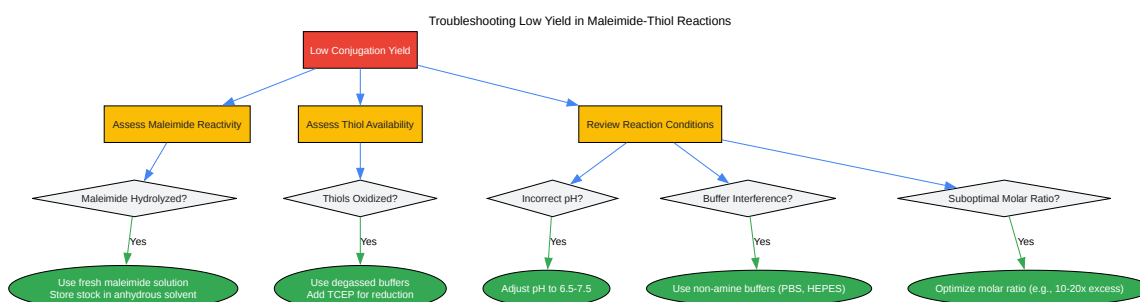 Troubleshooting Low Yield in Maleimide-Thiol Reactions
Low Conjugation Yield
Assess Maleimide Reactivity
Assess Thiol Availability
Review Reaction Conditions
Maleimide Hydrolyzed?
Thiols Oxidized?
Incorrect pH?
Buffer Interference?
Suboptimal Molar Ratio?
Yes
Yes
Yes
Yes
Yes
Use fresh maleimide solution
Store stock in anhydrous solvent
Use degassed buffers
Add TCEP for reduction
Adjust pH to 6.5-7.5
Use non-amine buffers (PBS, HEPES)
Optimize molar ratio (e.g., 10-20x excess)